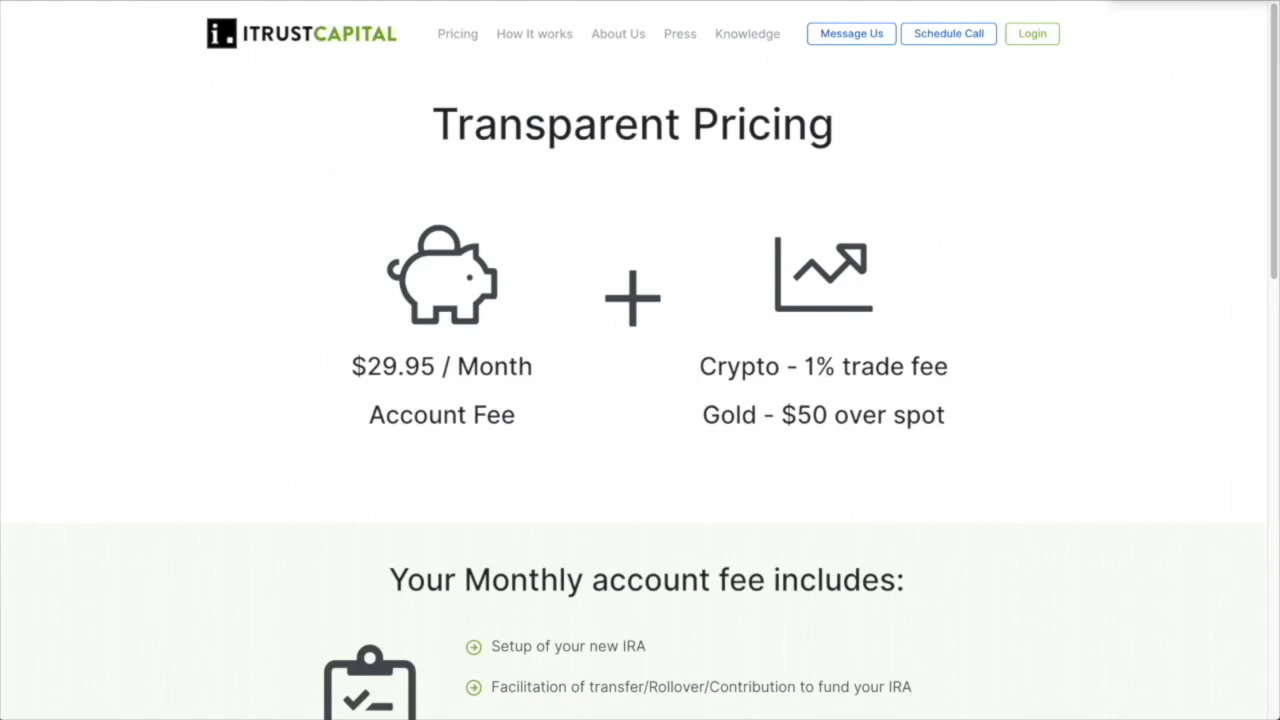 i. ITRUSTCAPITAL Pricing How It works About Us Press Knowledge Message Us Schedule Call Login
Transparent Pricing
$29.95 / Month
Account Fee
Crypto - 1% trade fee
Gold - $50 over spot
Your Monthly account fee includes:
Setup of your new IRA
Facilitation of transfer/Rollover/Contribution to fund your IRA